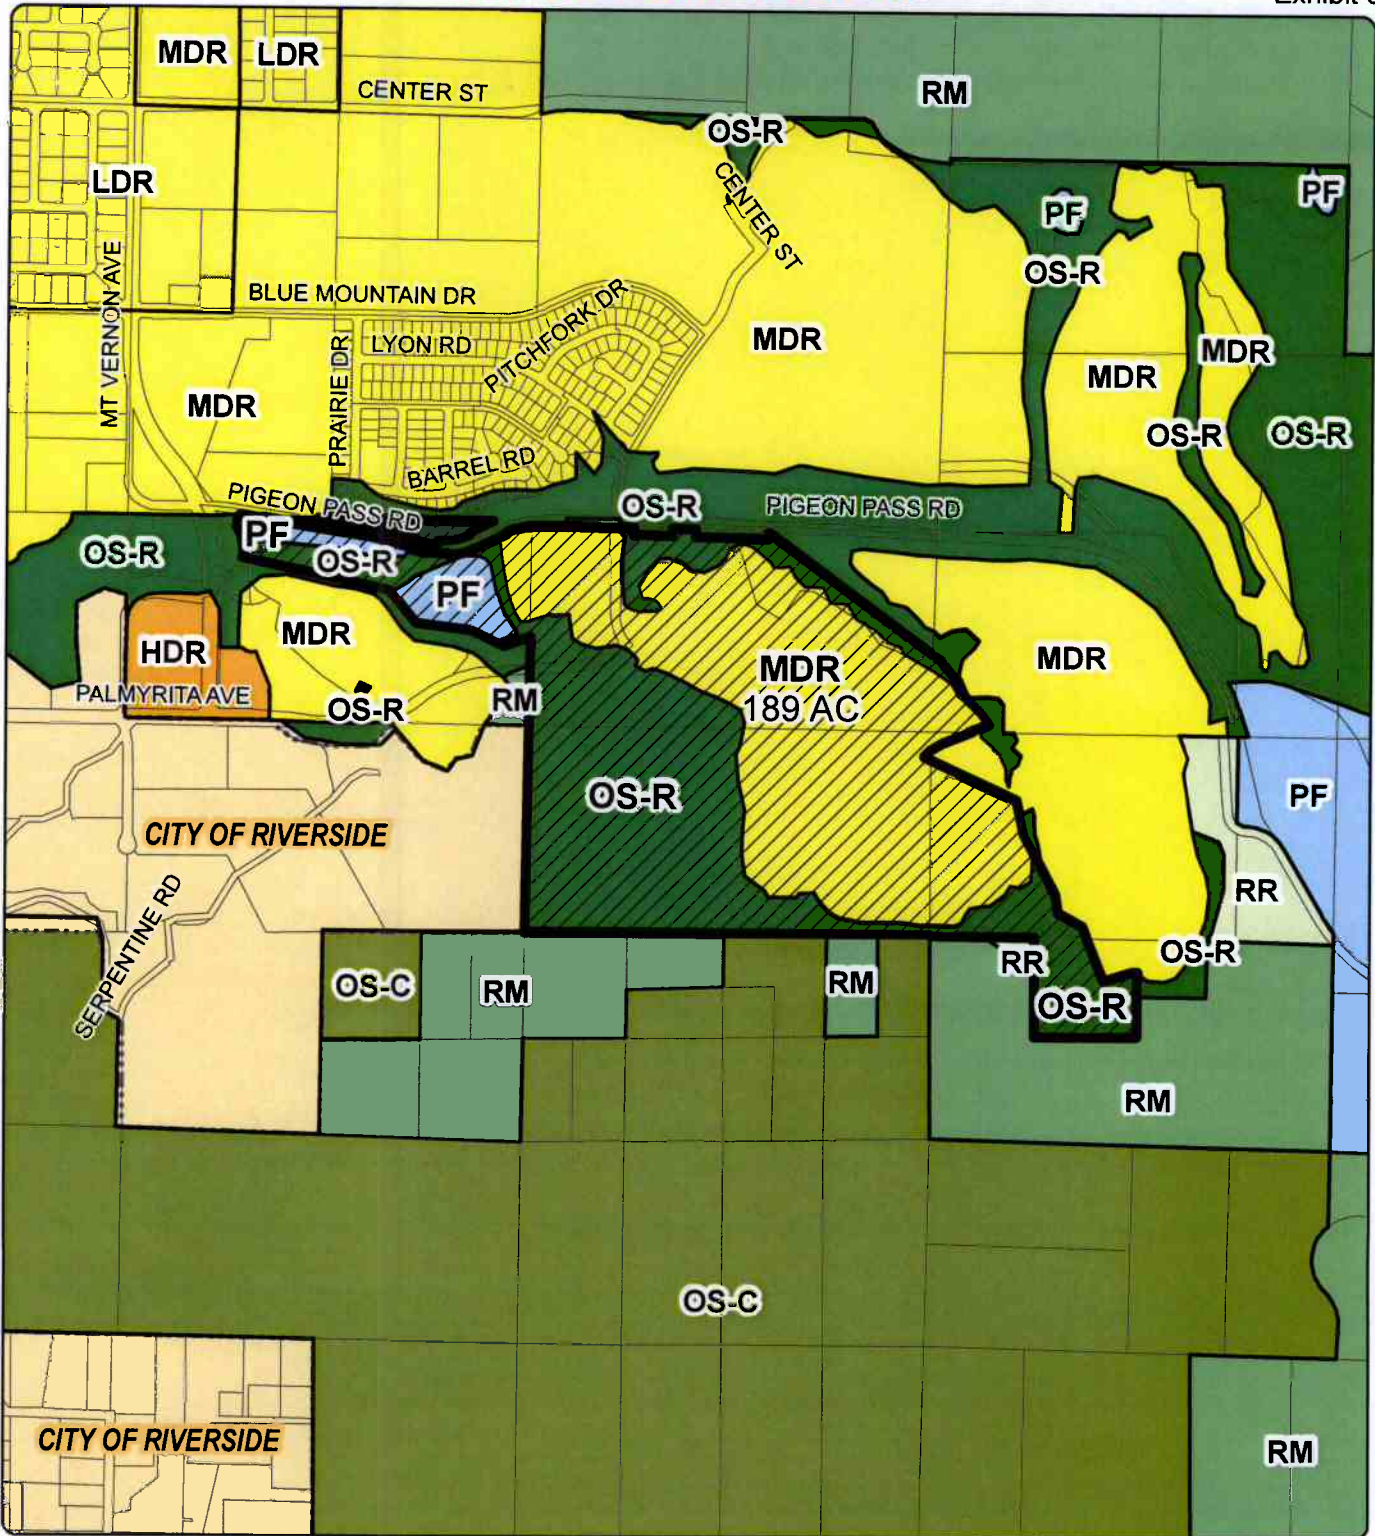 Exhibit
MDR
LDR
CENTER ST
RM
OS-R
CENTER ST
LDR
PF
PF
OS-R
MT VERNON AVE
BLUE MOUNTAIN DR
PITCHFORK DR
LYON RD
PRAIRIE DR
MDR
MDR
MDR
MDR
OS-R
OS-R
BARREL RD
PIGEON PASS RD
OS-R
PIGEON PASS RD
PF
OS-R
OS-R
PF
MDR
HDR
MDR
189 AC
MDR
PALMYRITA AVE
OS-R
RM
OS-R
PF
CITY OF RIVERSIDE
SERPENTINE RD
RR
OS-R
RR
OS-C
RM
RM
OS-R
RM
OS-C
CITY OF RIVERSIDE
RM